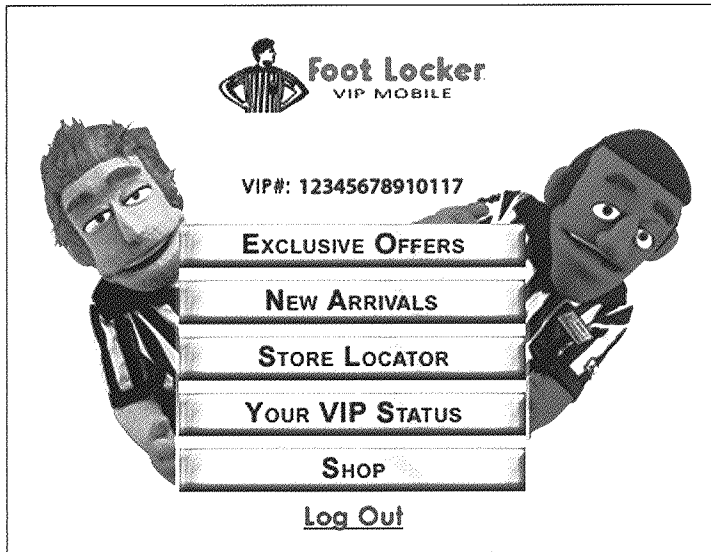 Foot Locker
VIP MOBILE
VIP#: 12345678910117
EXCLUSIVE OFFERS
NEW ARRIVALS
STORE LOCATOR
YOUR VIP STATUS
SHOP
Log Out